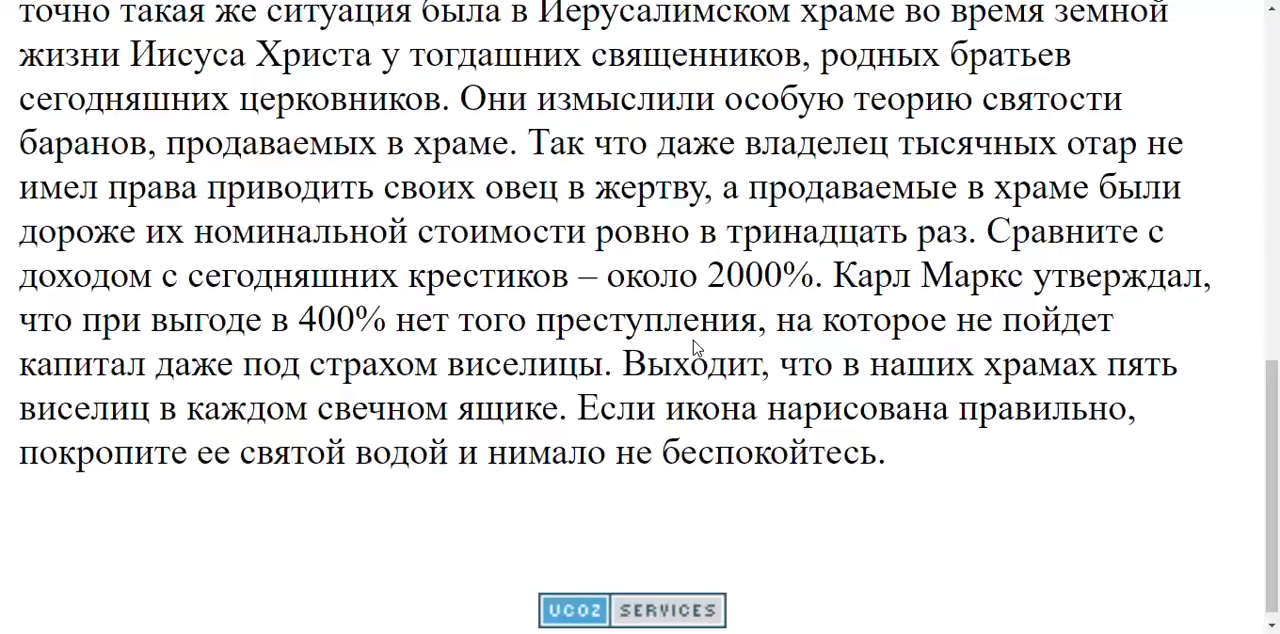 точно такая же ситуация была в Иерусалимском храме во время земной
жизни Иисуса Христа у тогдашних священников, родных братьев
сегодняшних церковников. Они измыслили особую теорию святости
баранов, продаваемых в храме. Так что даже владелец тысячных отар не
имел права приводить своих овец в жертву, а продаваемые в храме были
дороже их номинальной стоимости ровно в тринадцать раз. Сравните с
доходом с сегодняшних крестиков – около 2000%. Карл Маркс утверждал,
что при выгоде в 400% нет того преступления, на которое не пойдет
капитал даже под страхом виселицы. Выходит, что в наших храмах пять
виселиц в каждом свечном ящике. Если икона нарисована правильно,
покропите ее святой водой и нимало не беспокойтесь.
UCOZ SERVICES